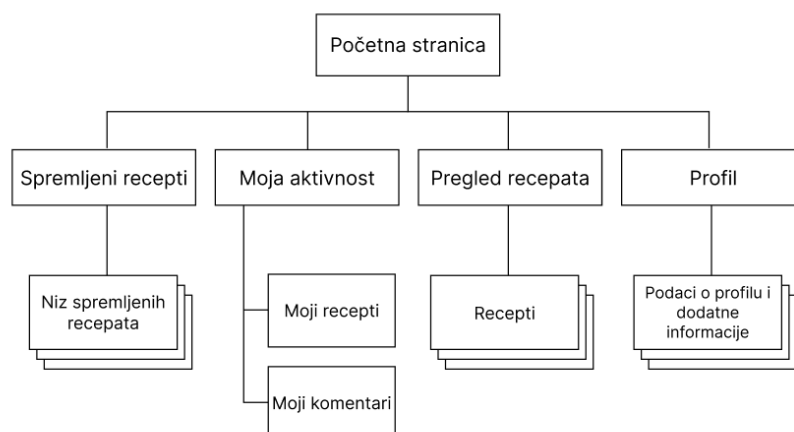 Početna stranica
Spremljeni recepti
Moja aktivnost
Pregled recepata
Profil
Niz spremljenih
recepata
Moji recepti
Moji komentari
Recepti
Podaci o profilu i
dodatne
informacije